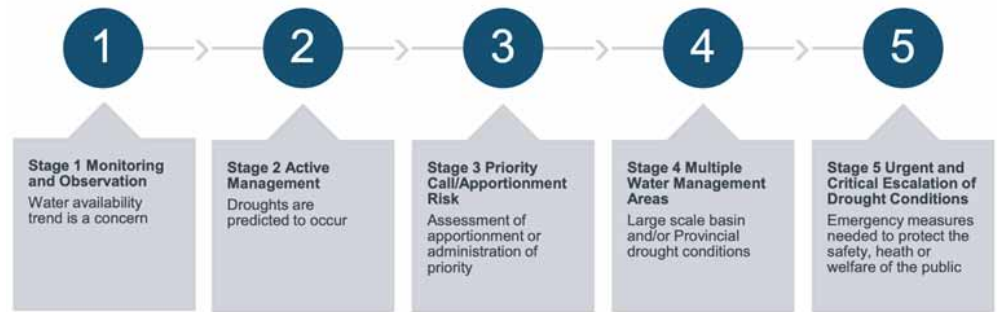 1
2
3
4
5
Stage 1 Monitoring
and Observation
Water availability
trend is a concern
Stage 2 Active
Management
Droughts are
predicted to occur
Stage 3 Priority
Call/Apportionment
Risk
Assessment of
apportionment or
administration of
priority
Stage 4 Multiple
Water Management
Areas
Large scale basin
and/or Provincial
drought conditions
Stage 5 Urgent and
Critical Escalation of
Drought Conditions
Emergency measures
needed to protect the
safety, heath or
welfare of the public